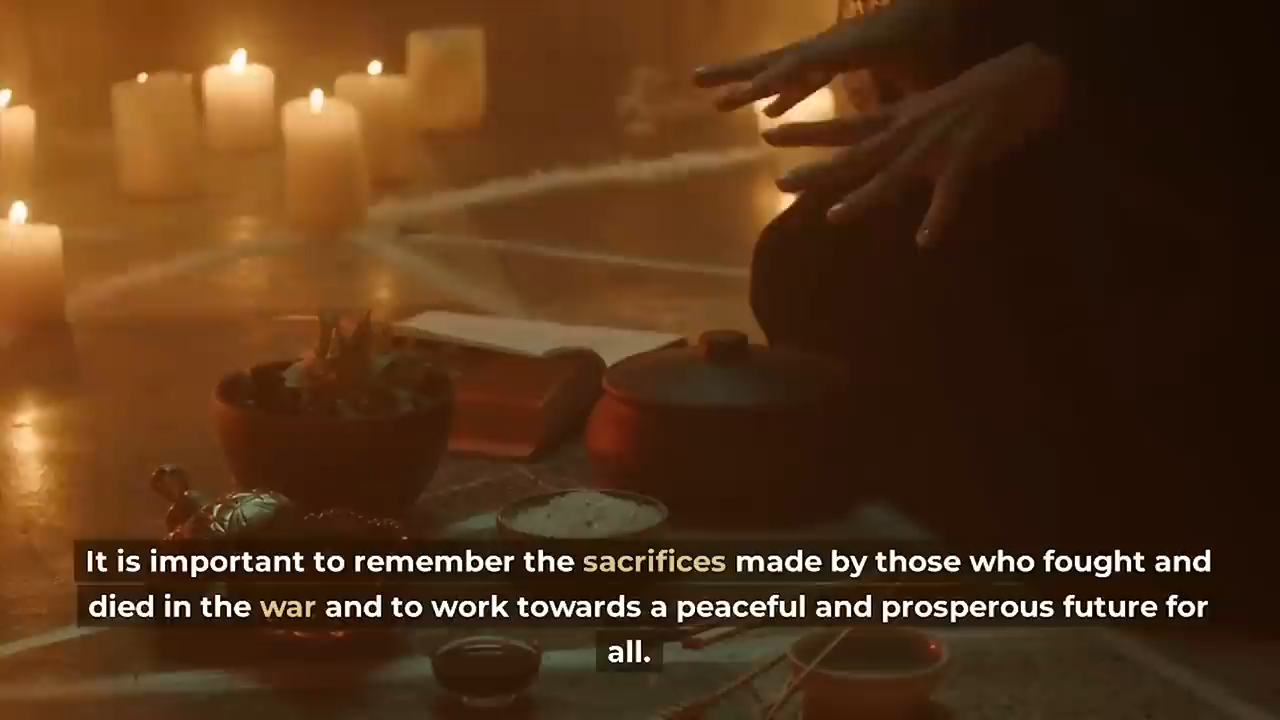 It is important to remember the sacrifices made by those who fought and
died in the war and to work towards a peaceful and prosperous future for
all.